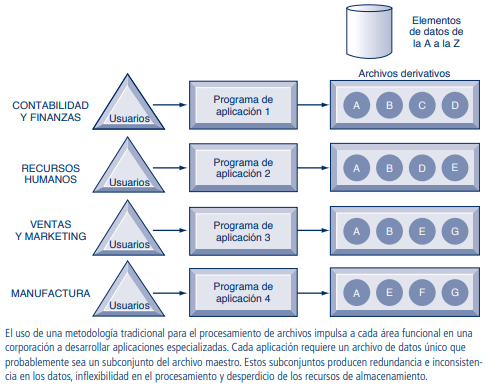 Elementos
de datos de
la A a la Z
Archivos derivativos
CONTABILIDAD
Y FINANZAS
Usuarios
Programa de
aplicación 1
A B C D
RECURSOS
HUMANOS
Usuarios
Programa de
aplicación 2
A B D E
VENTAS
Y MARKETING
Usuarios
Programa de
aplicación 3
A B E G
MANUFACTURA
Usuarios
Programa de
aplicación 4
A E F G
El uso de una metodología tradicional para el procesamiento de archivos impulsa a cada área funcional en una
corporación a desarrollar aplicaciones especializadas. Cada aplicación requiere un archivo de datos único que
probablemente sea un subconjunto del archivo maestro. Estos subconjuntos producen redundancia e inconsisten-
cia en los datos, inflexibilidad en el procesamiento y desperdicio de los recursos de almacenamiento.